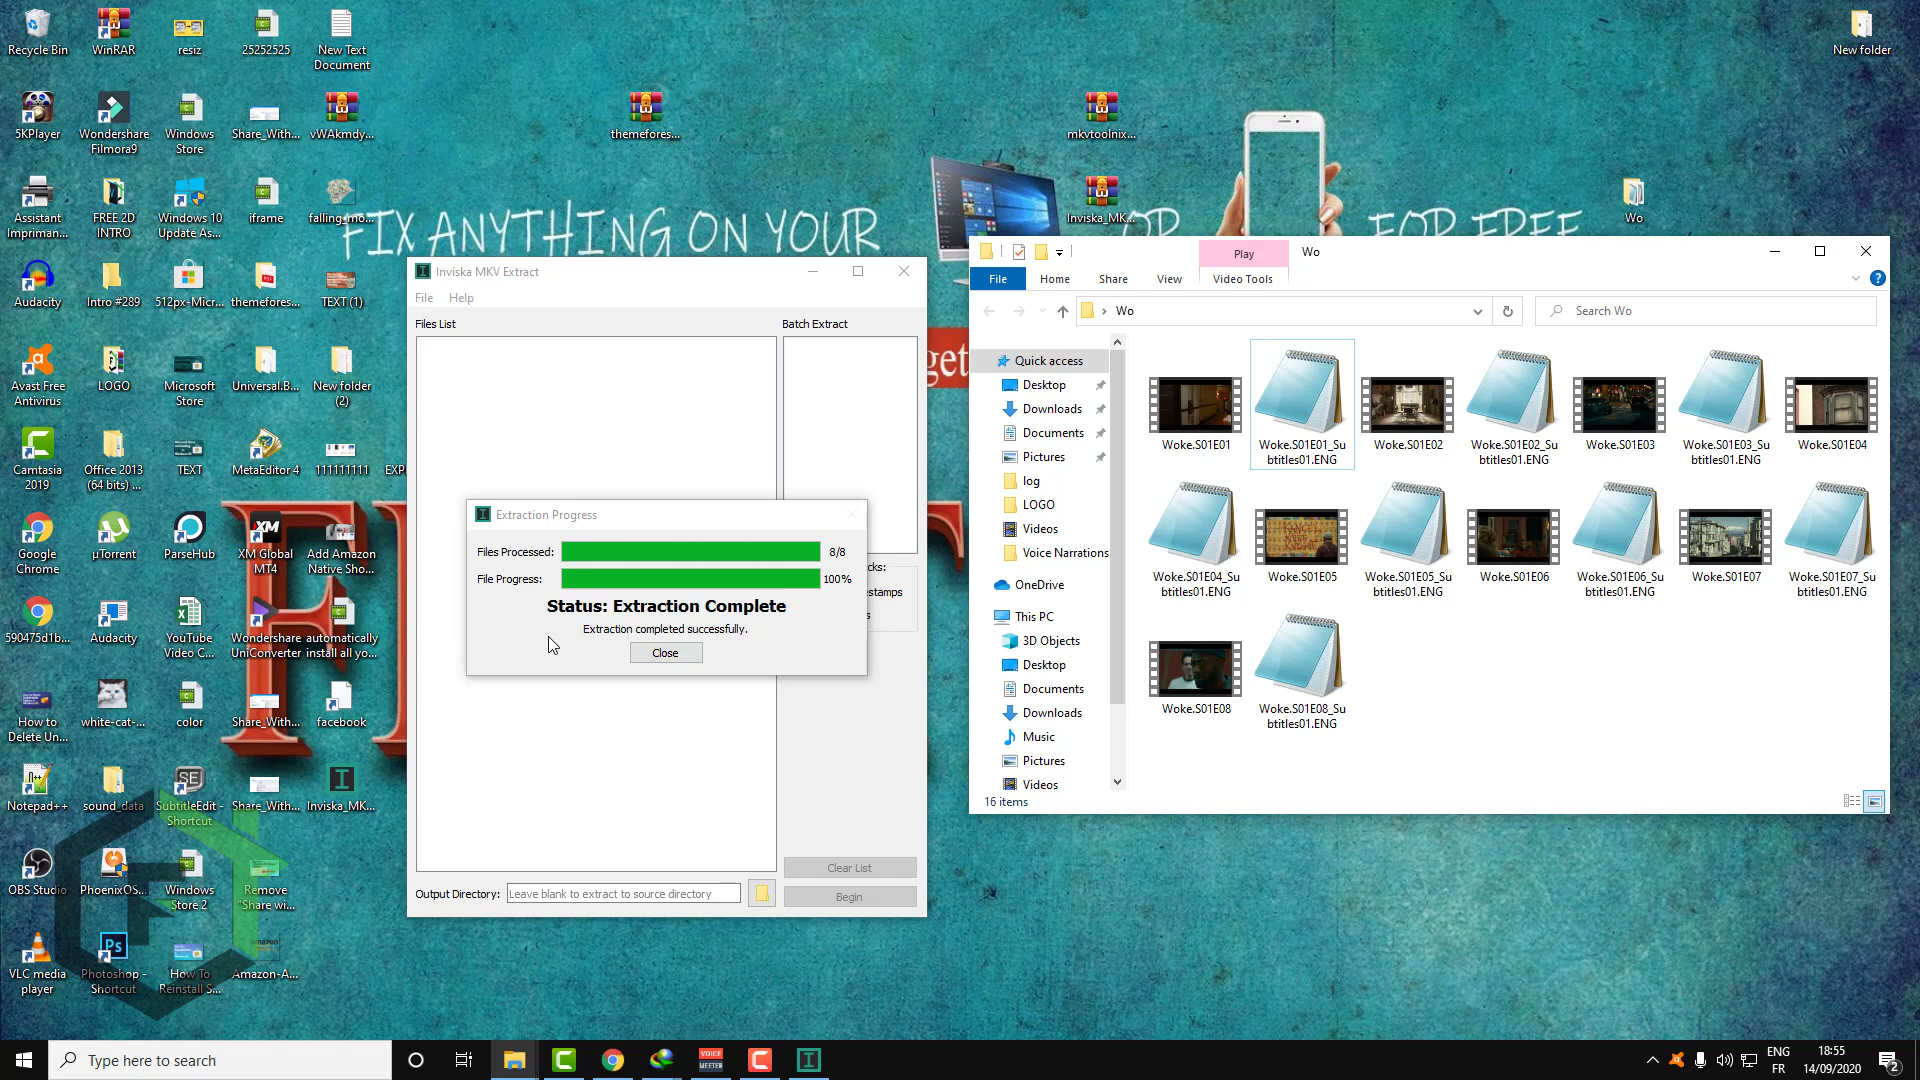 Recycle Bin
WinRAR
resiz
25252525
New Text
Document
New folder
5KPlayer
Wondershare
Filmora9
Windows
Store
Share_With...
vWAkmdy...
themefores...
mkvtoolnix...
Assistant
Impriman...
FREE 2D
INTRO
Windows 10
Update As...
iframe
falling_mo...
Inviska_MK...
Wo
FIX ANYTHING ON YOUR
OR
FOR FREE
Audacity
Intro #289
512px-Micr...
themefores...
TEXT (1)
Avast Free
Antivirus
LOGO
Microsoft
Store
Universal.B...
New folder
(2)
Camtasia
2019
Office 2013
(64 bits) ...
TEXT
MetaEditor 4
111111111
EXP
Google
Chrome
µTorrent
ParseHub
XM Global
MT4
Add Amazon
Native Sho...
590475d1b...
Audacity
YouTube
Video C...
Wondershare
UniConverter
automatically
install all yo...
How to
Delete Un...
white-cat-...
color
Share_With...
facebook
Notepad++
sound_data
SubtitleEdit -
Shortcut
Share_With...
Inviska_MK...
OBS Studio
PhoenixOS...
Windows
Store 2
Remove
"Share wi...
VLC media
player
Photoshop -
Shortcut
How To
Reinstall S...
Amazon-A...
get
Inviska MKV Extract
File
Help
Files List
Batch Extract
Extraction Progress
Files Processed:
8/8
File Progress:
100%
Status: Extraction Complete
Extraction completed successfully.
Close
cks:
estamps
s
Clear List
Output Directory:
Leave blank to extract to source directory
Begin
Play
Wo
File
Home
Share
View
Video Tools
Wo
Search Wo
Quick access
Desktop
Downloads
Documents
Pictures
log
LOGO
Videos
Voice Narrations
OneDrive
This PC
3D Objects
Desktop
Documents
Downloads
Music
Pictures
Videos
Woke.S01E01
Woke.S01E01_Su
btitles01.ENG
Woke.S01E02
Woke.S01E02_Su
btitles01.ENG
Woke.S01E03
Woke.S01E03_Su
btitles01.ENG
Woke.S01E04
Woke.S01E04_Su
btitles01.ENG
Woke.S01E05
Woke.S01E05_Su
btitles01.ENG
Woke.S01E06
Woke.S01E06_Su
btitles01.ENG
Woke.S01E07
Woke.S01E07_Su
btitles01.ENG
Woke.S01E08
Woke.S01E08_Su
btitles01.ENG
16 items
Type here to search
VOICE
MEETER
ENG
FR
18:55
14/09/2020
2